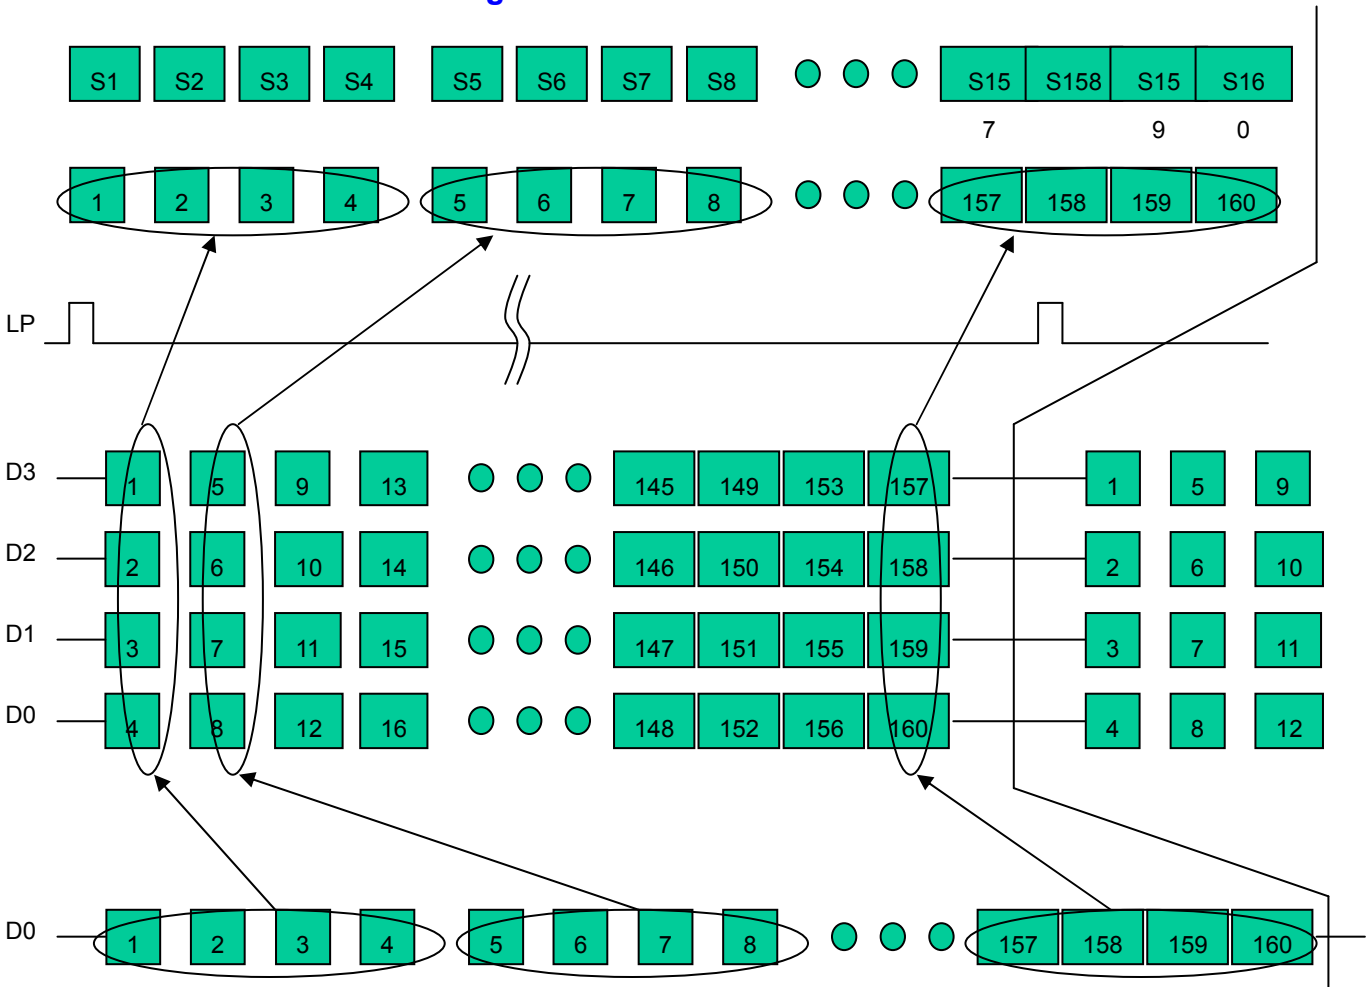 S1 S2 S3 S4 S5 S6 S7 S8 S15 S158 S15 S16
7 9 0
1 2 3 4 5 6 7 8 157 158 159 160
LP
D3 1 5 9 13 145 149 153 157 1 5 9
D2 2 6 10 14 146 150 154 158 2 6 10
D1 3 7 11 15 147 151 155 159 3 7 11
D0 4 8 12 16 148 152 156 160 4 8 12
D0 1 2 3 4 5 6 7 8 157 158 159 160